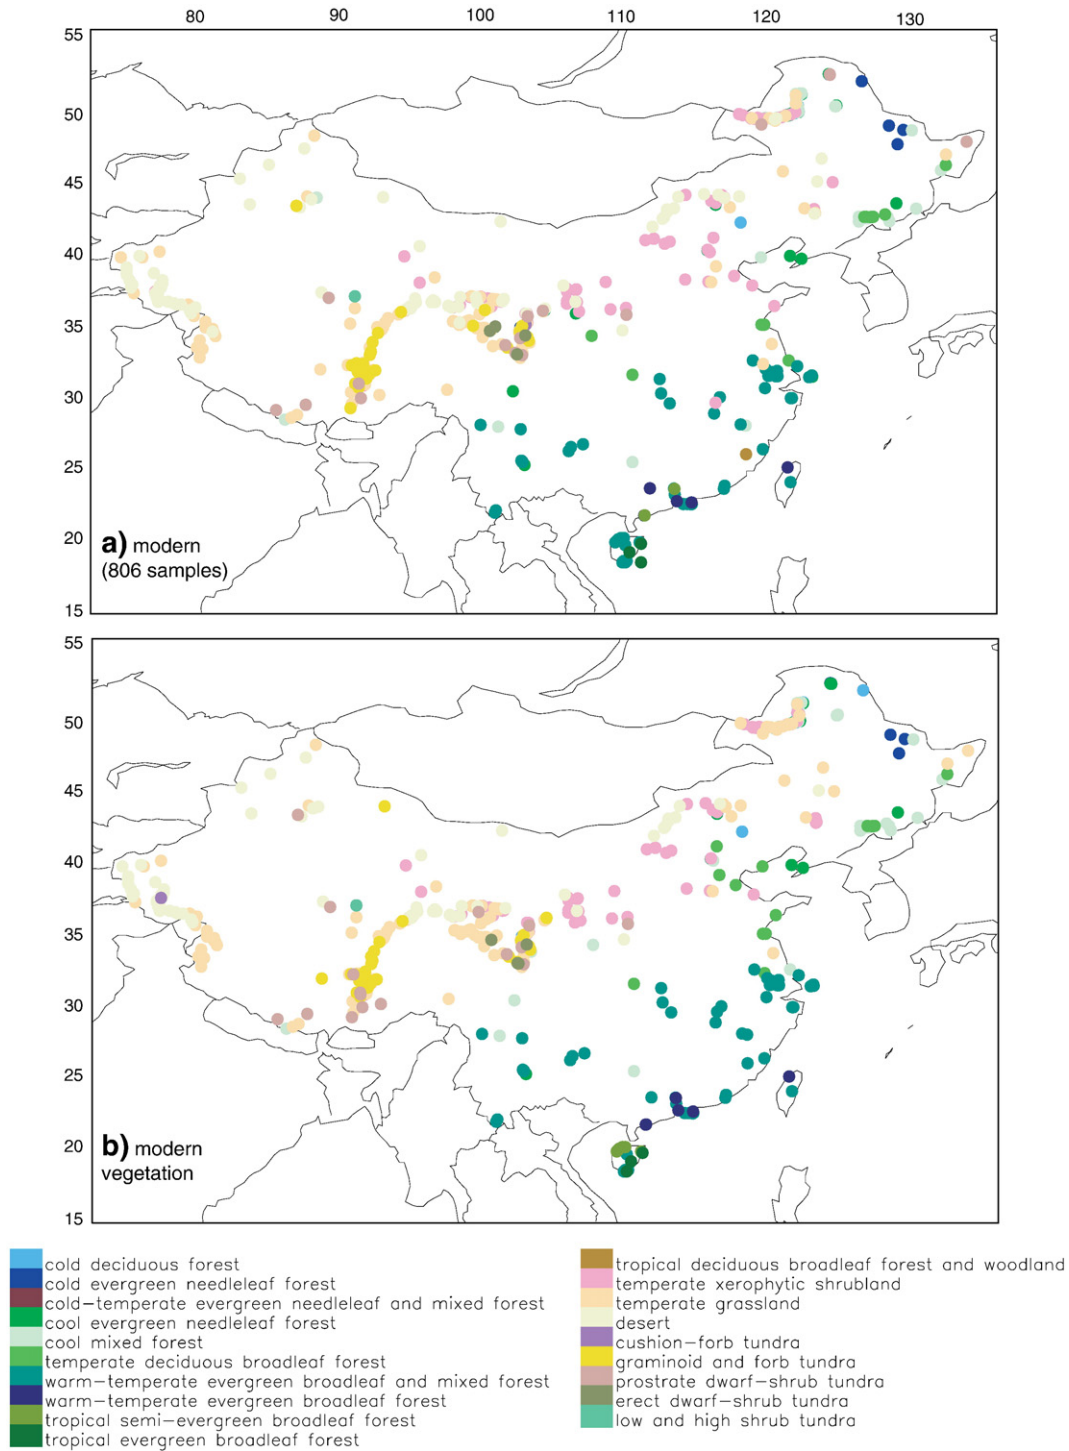 80 90 100 110 120 130
55
50
45
40
35
30
25
20
15
a) modern
(806 samples)
55
50
45
40
35
30
25
20
15
b) modern
vegetation
cold deciduous forest
cold evergreen needleleaf forest
cold-temperate evergreen needleleaf and mixed forest
cool evergreen needleleaf forest
cool mixed forest
temperate deciduous broadleaf forest
warm-temperate evergreen broadleaf and mixed forest
warm-temperate evergreen broadleaf forest
tropical semi-evergreen broadleaf forest
tropical evergreen broadleaf forest
tropical deciduous broadleaf forest and woodland
temperate xerophytic shrubland
temperate grassland
desert
cushion-forb tundra
graminoid and forb tundra
prostrate dwarf-shrub tundra
erect dwarf-shrub tundra
low and high shrub tundra